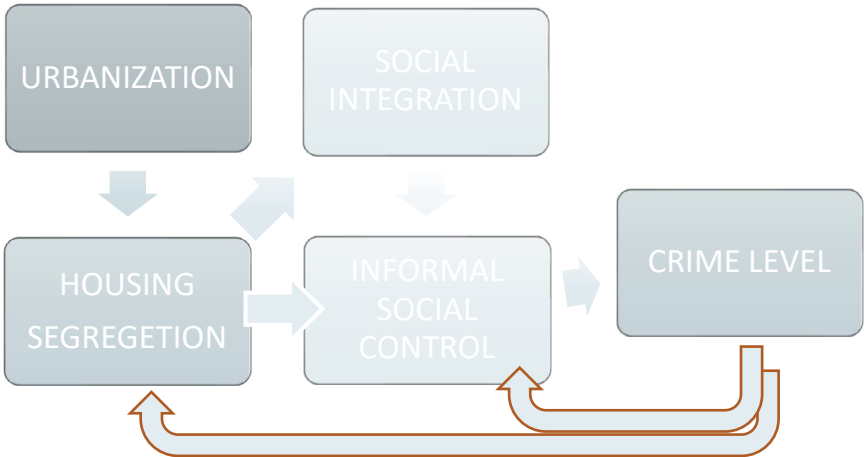 URBANIZATION
SOCIAL
INTEGRATION
HOUSING
SEGREGETION
INFORMAL
SOCIAL
CONTROL
CRIME LEVEL